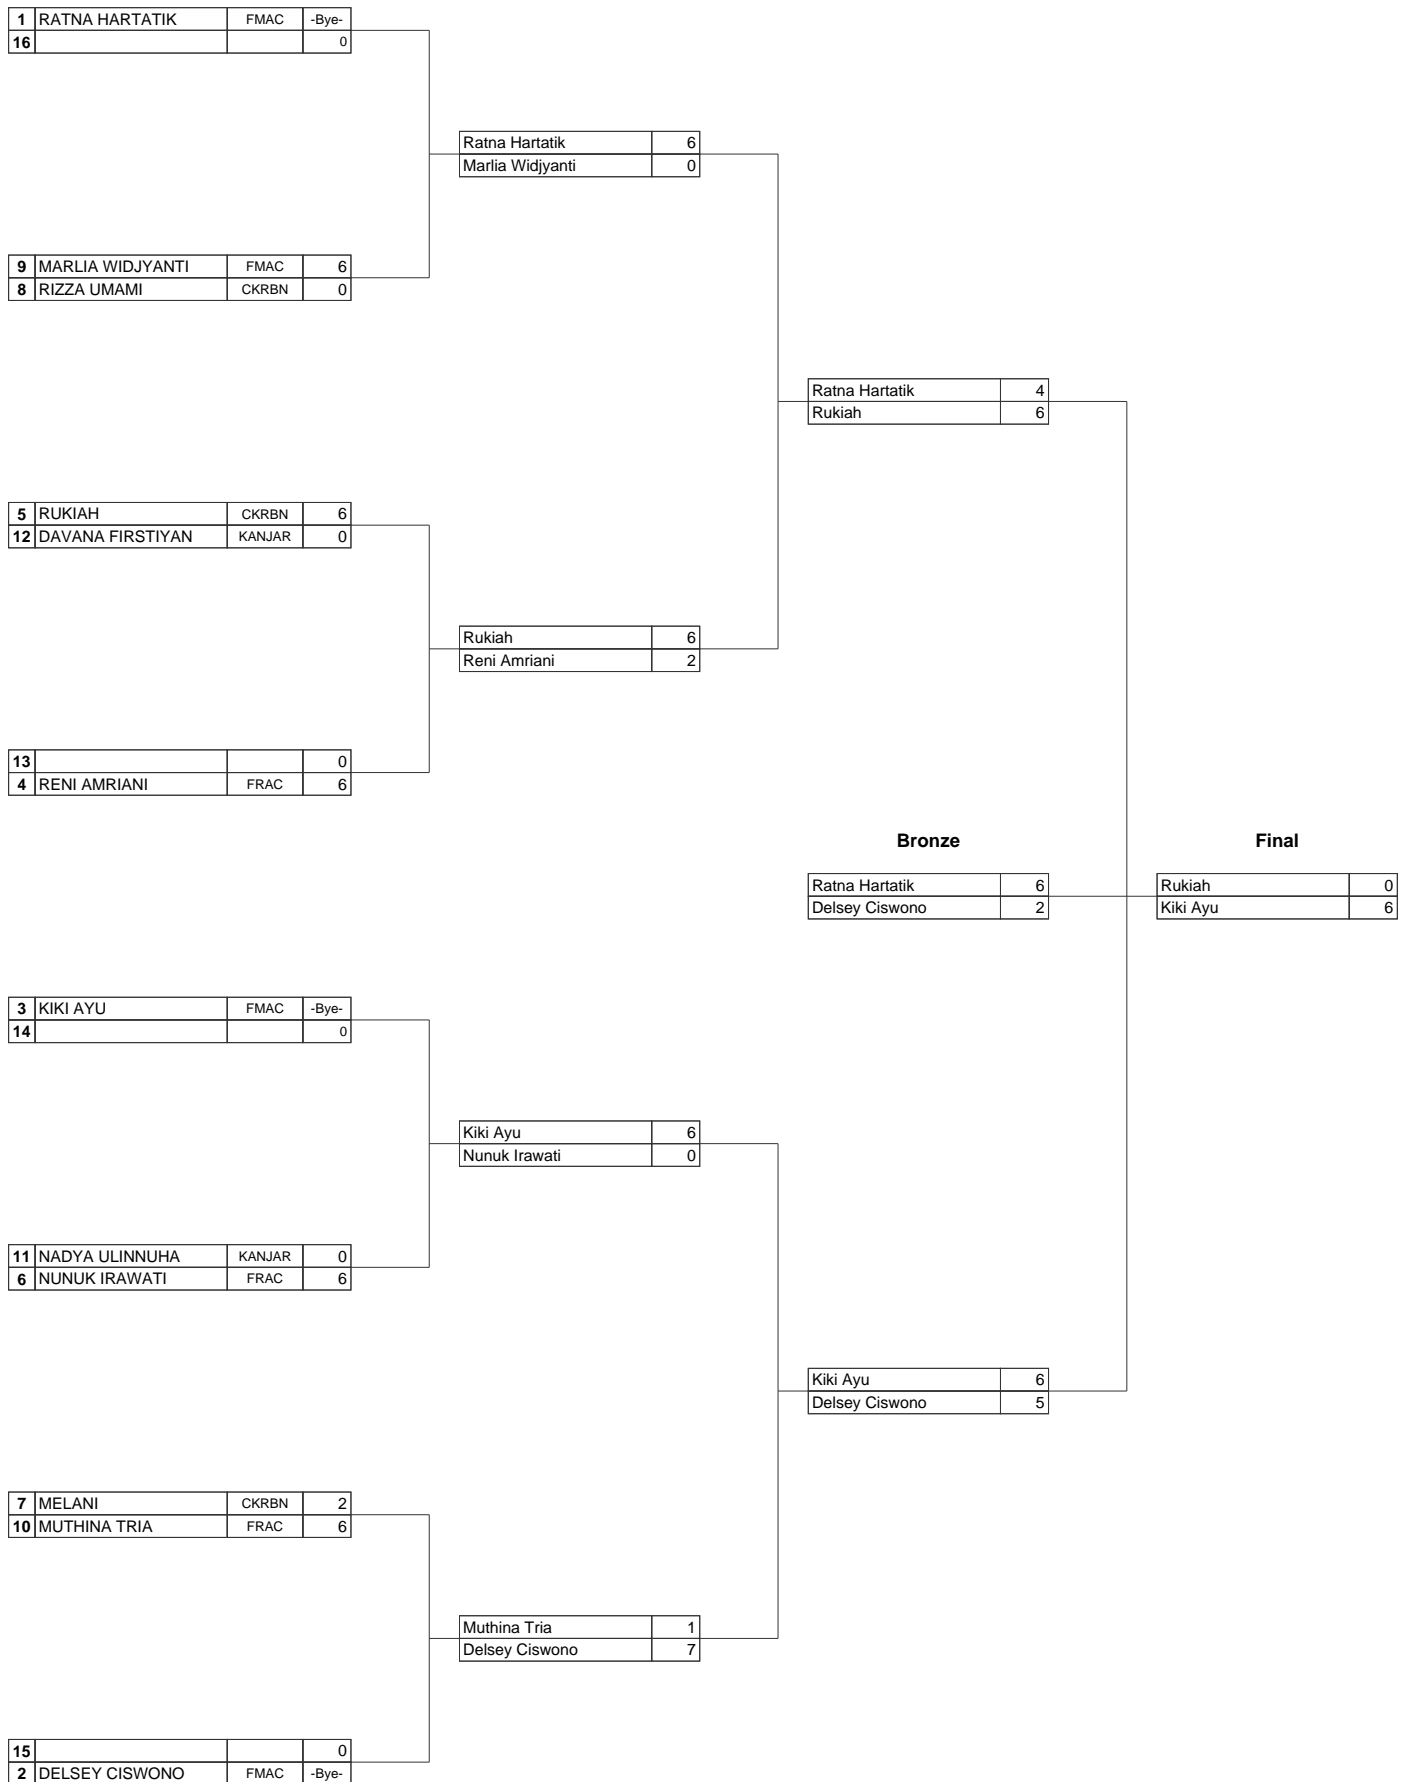 1 RATNA HARTATIK FMAC -Bye-
16 0
Ratna Hartatik 6
Marlia Widjyanti 0
9 MARLIA WIDJYANTI FMAC 6
8 RIZZA UMAMI CKRBN 0
Ratna Hartatik 4
Rukiah 6
5 RUKIAH CKRBN 6
12 DAVANA FIRSTIYAN KANJAR 0
Rukiah 6
Reni Amriani 2
13 0
4 RENI AMRIANI FRAC 6
Bronze Final
Ratna Hartatik 6 Rukiah 0
Delsey Ciswono 2 Kiki Ayu 6
3 KIKI AYU FMAC -Bye-
14 0
Kiki Ayu 6
Nunuk Irawati 0
11 NADYA ULINNUHA KANJAR 0
6 NUNUK IRAWATI FRAC 6
Kiki Ayu 6
Delsey Ciswono 5
7 MELANI CKRBN 2
10 MUTHINA TRIA FRAC 6
Muthina Tria 1
Delsey Ciswono 7
15 0
2 DELSEY CISWONO FMAC -Bye-